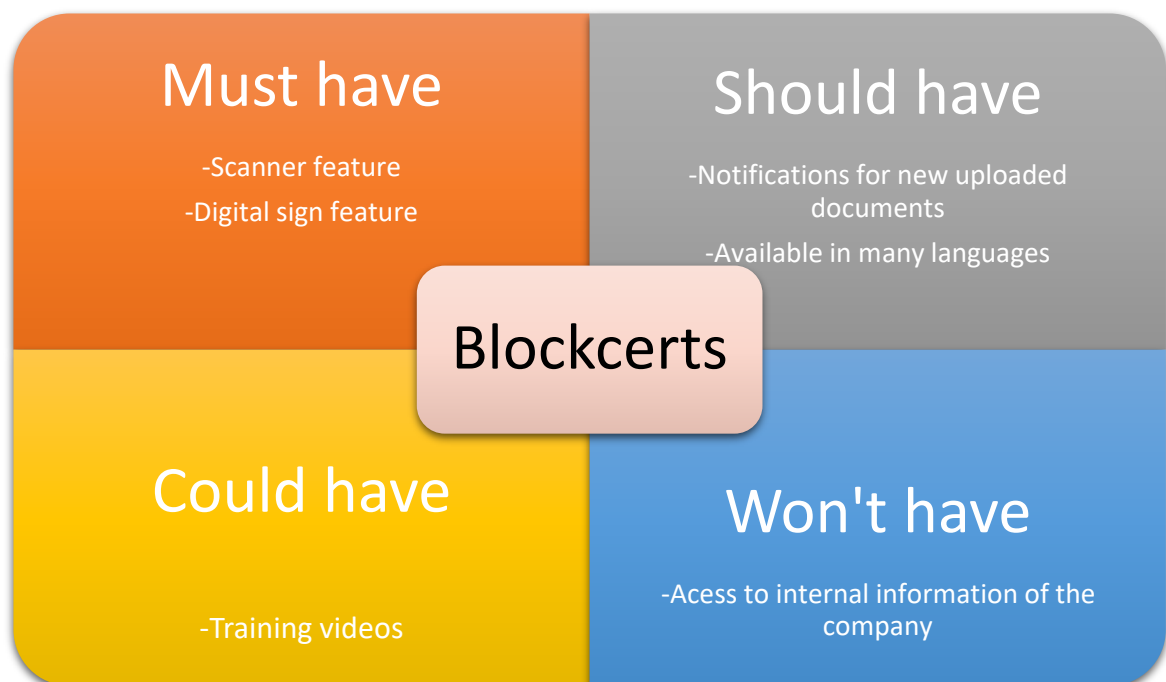 Must have
-Scanner feature
-Digital sign feature
Should have
-Notifications for new uploaded
documents
-Available in many languages
Blockcerts
Could have
-Training videos
Won't have
-Acess to internal information of the
company